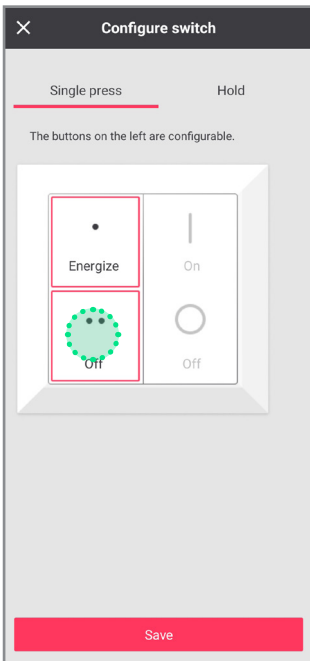 Configure switch
Single press
Hold
The buttons on the left are configurable.
Energize
On
Off
Off
Save